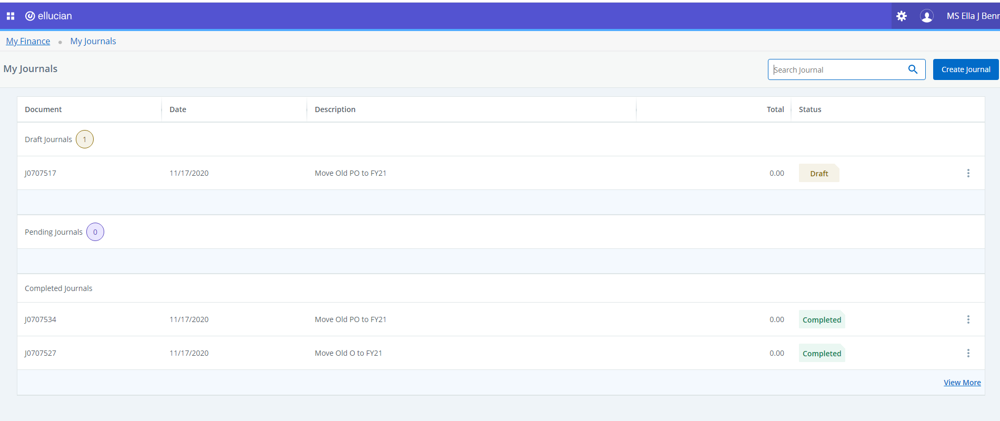 ellucian
MS Ella J
My Finance • My Journals
My Journals
Search Journal
Create Journal
Document Date Description Total Status
Draft Journals 1
J0707517 11/17/2020 Move Old PO to FY21 0.00 Draft
Pending Journals 0
Completed Journals
J0707534 11/17/2020 Move Old PO to FY21 0.00 Completed
J0707527 11/17/2020 Move Old O to FY21 0.00 Completed
View More